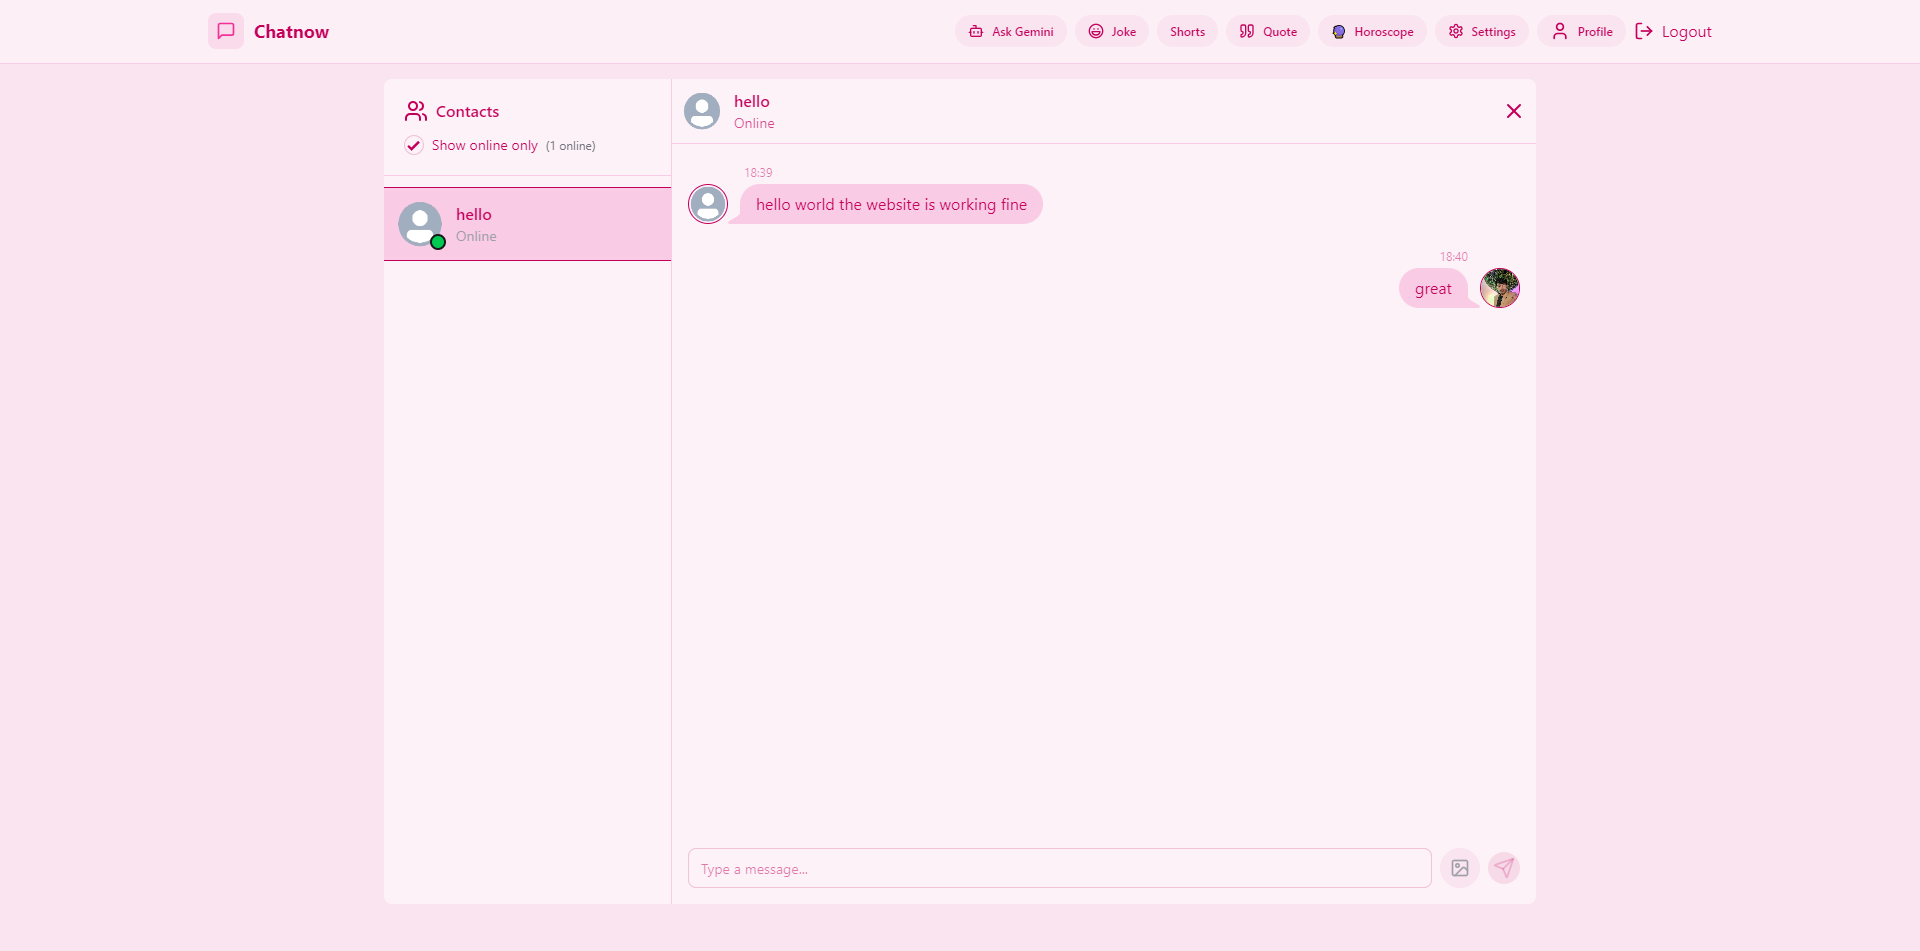 Chatnow
Ask Gemini
Joke
Shorts
Quote
Horoscope
Settings
Profile
Logout
Contacts
Show online only (1 online)
hello
Online
hello
Online
18:39
hello world the website is working fine
18:40
great
Type a message...